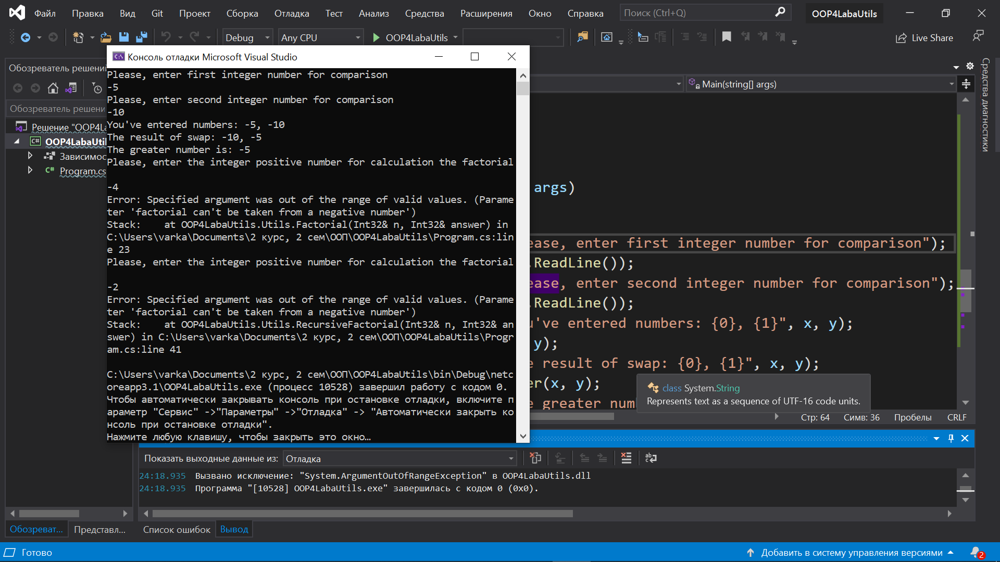 Файл Правка Вид Git Проект Сборка Отладка Тест Анализ Средства Расширения Окно Справка Поиск (Ctrl+Q) OOP4LabaUtils
Debug Any CPU OOP4LabaUtils Live Share
Консоль отладки Microsoft Visual Studio
Please, enter first integer number for comparison
-5
Please, enter second integer number for comparison
-10
You've entered numbers: -5, -10
The result of swap: -10, -5
The greater number is: -5
Please, enter the integer positive number for calculation the factorial
-4
Error: Specified argument was out of the range of valid values. (Parame
ter 'factorial can't be taken from a negative number')
Stack:    at OOP4LabaUtils.Utils.Factorial(Int32& n, Int32& answer) in
C:\Users\varka\Documents\2 курс, 2 сем\ООП\OOP4LabaUtils\Program.cs:lin
e 23
Please, enter the integer positive number for calculation the factorial
-2
Error: Specified argument was out of the range of valid values. (Parame
ter 'factorial can't be taken from a negative number')
Stack:    at OOP4LabaUtils.Utils.RecursiveFactorial(Int32& n, Int32& an
swer) in C:\Users\varka\Documents\2 курс, 2 сем\ООП\OOP4LabaUtils\Progr
am.cs:line 41
C:\Users\varka\Documents\2 курс, 2 сем\ООП\OOP4LabaUtils\bin\Debug\netc
oreapp3.1\OOP4LabaUtils.exe (процесс 10528) завершил работу с кодом 0.
Чтобы автоматически закрывать консоль при остановке отладки, включите п
араметр "Сервис" ->"Параметры" ->"Отладка" -> "Автоматически закрыть ко
нсоль при остановке отладки".
Нажмите любую клавишу, чтобы закрыть это окно…
Обозреватель решений
Обозреватель решени
Решение "OOP4La
OOP4LabaUtil
Зависимос
Program.cs
Main(string[] args)
args)
ease, enter first integer number for comparison");
.ReadLine());
ease, enter second integer number for comparison");
.ReadLine());
u've entered numbers: {0}, {1}", x, y);
y);
e result of swap: {0}, {1}", x, y);
er(x, y);
e greater num
class System.String
Represents text as a sequence of UTF-16 code units.
Стр: 64 Симв: 36 Пробелы CRLF
Средства диагностики
Показать выходные данные из: Отладка
24:18.935 Вызвано исключение: "System.ArgumentOutOfRangeException" в OOP4LabaUtils.dll
24:18.935 Программа "[10528] OOP4LabaUtils.exe" завершилась с кодом 0 (0x0).
Обозреват... Представл... Список ошибок Вывод
Готово Добавить в систему управления версиями 2